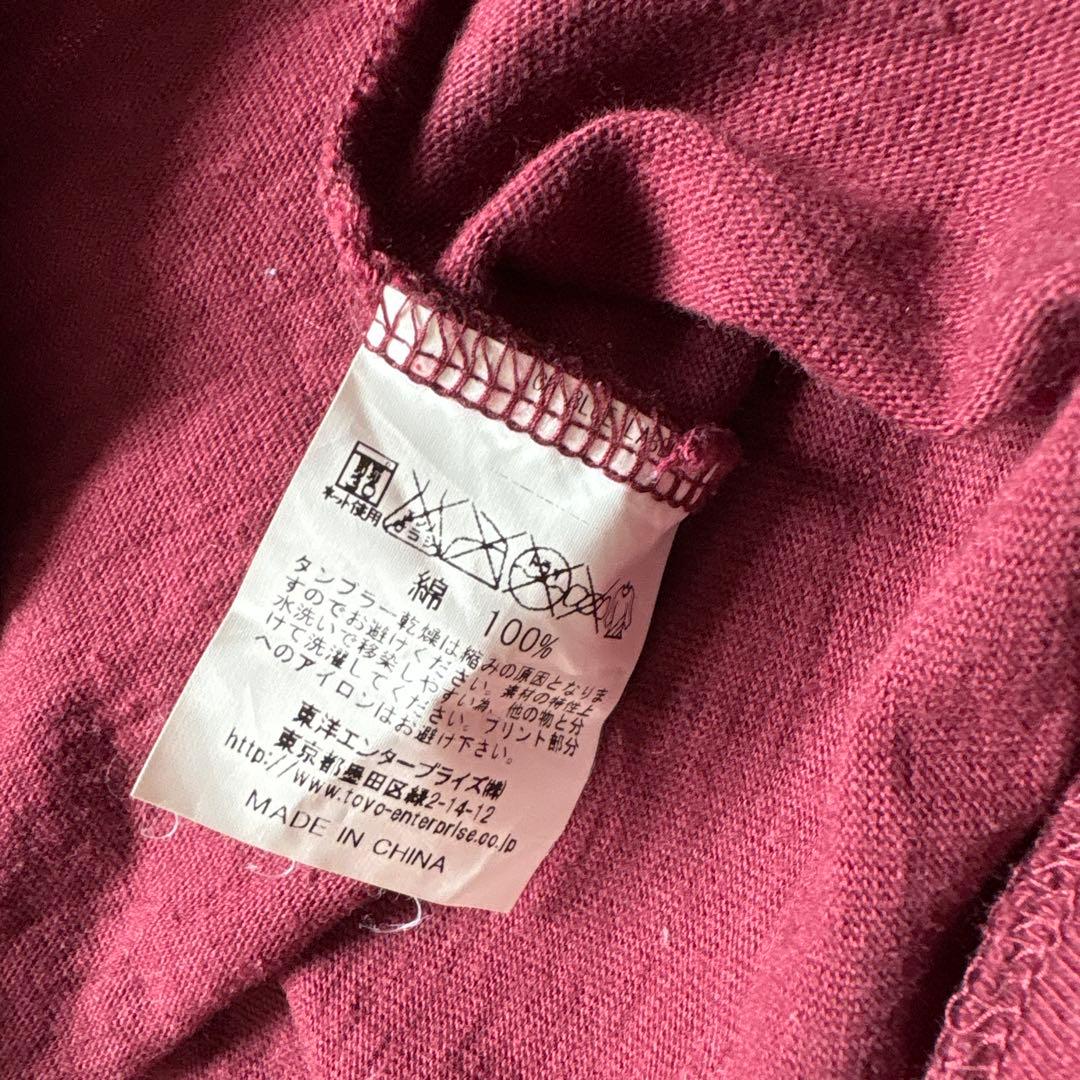 ネット使用
綿 100%
タンブラー乾燥は縮みの原因となりま
すのでお避けください。素材の特性上
水洗いで移染しやすい為、他の物と分
けて洗濯してください。プリント部分
へのアイロンはお避け下さい。
東洋エンタープライズ㈱
東京都墨田区緑2-14-12
http://www.toyo-enterprise.co.jp
MADE IN CHINA